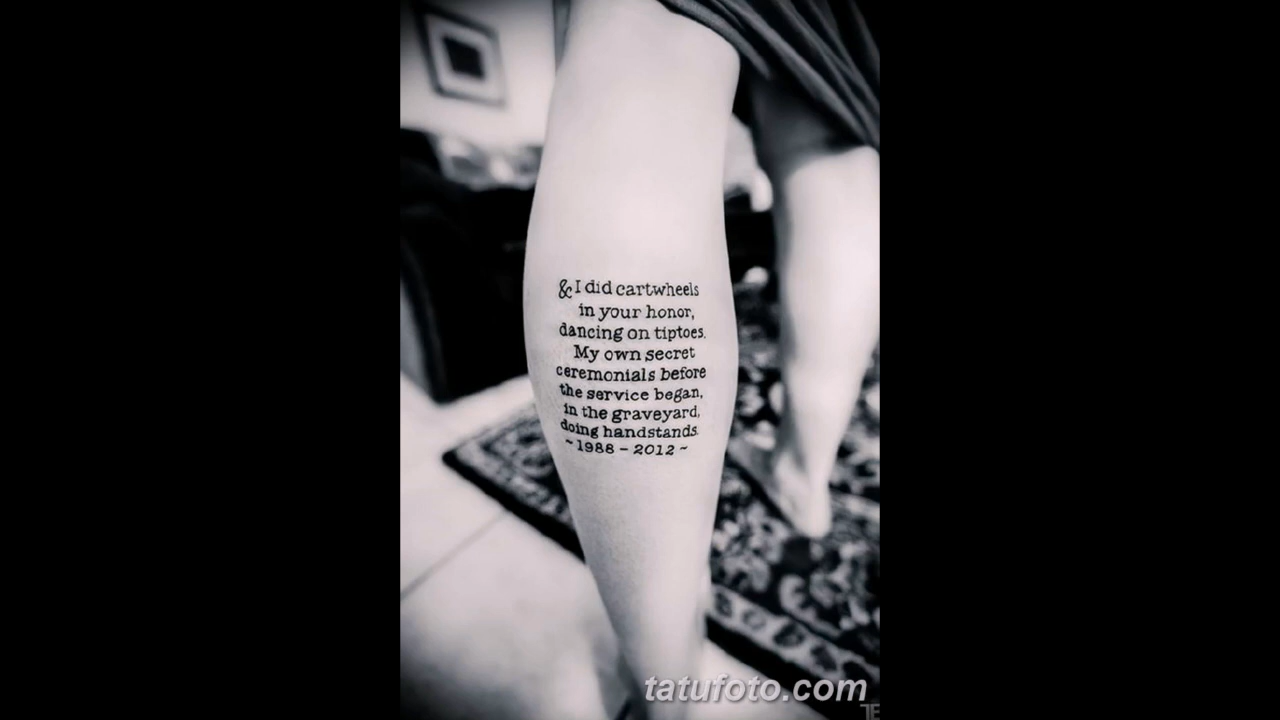 & I did cartwheels
in your honor,
dancing on tiptoes.
My own secret
ceremonials before
the service began,
in the graveyard,
doing handstands.
~ 1988 - 2012 ~
tatufoto.com